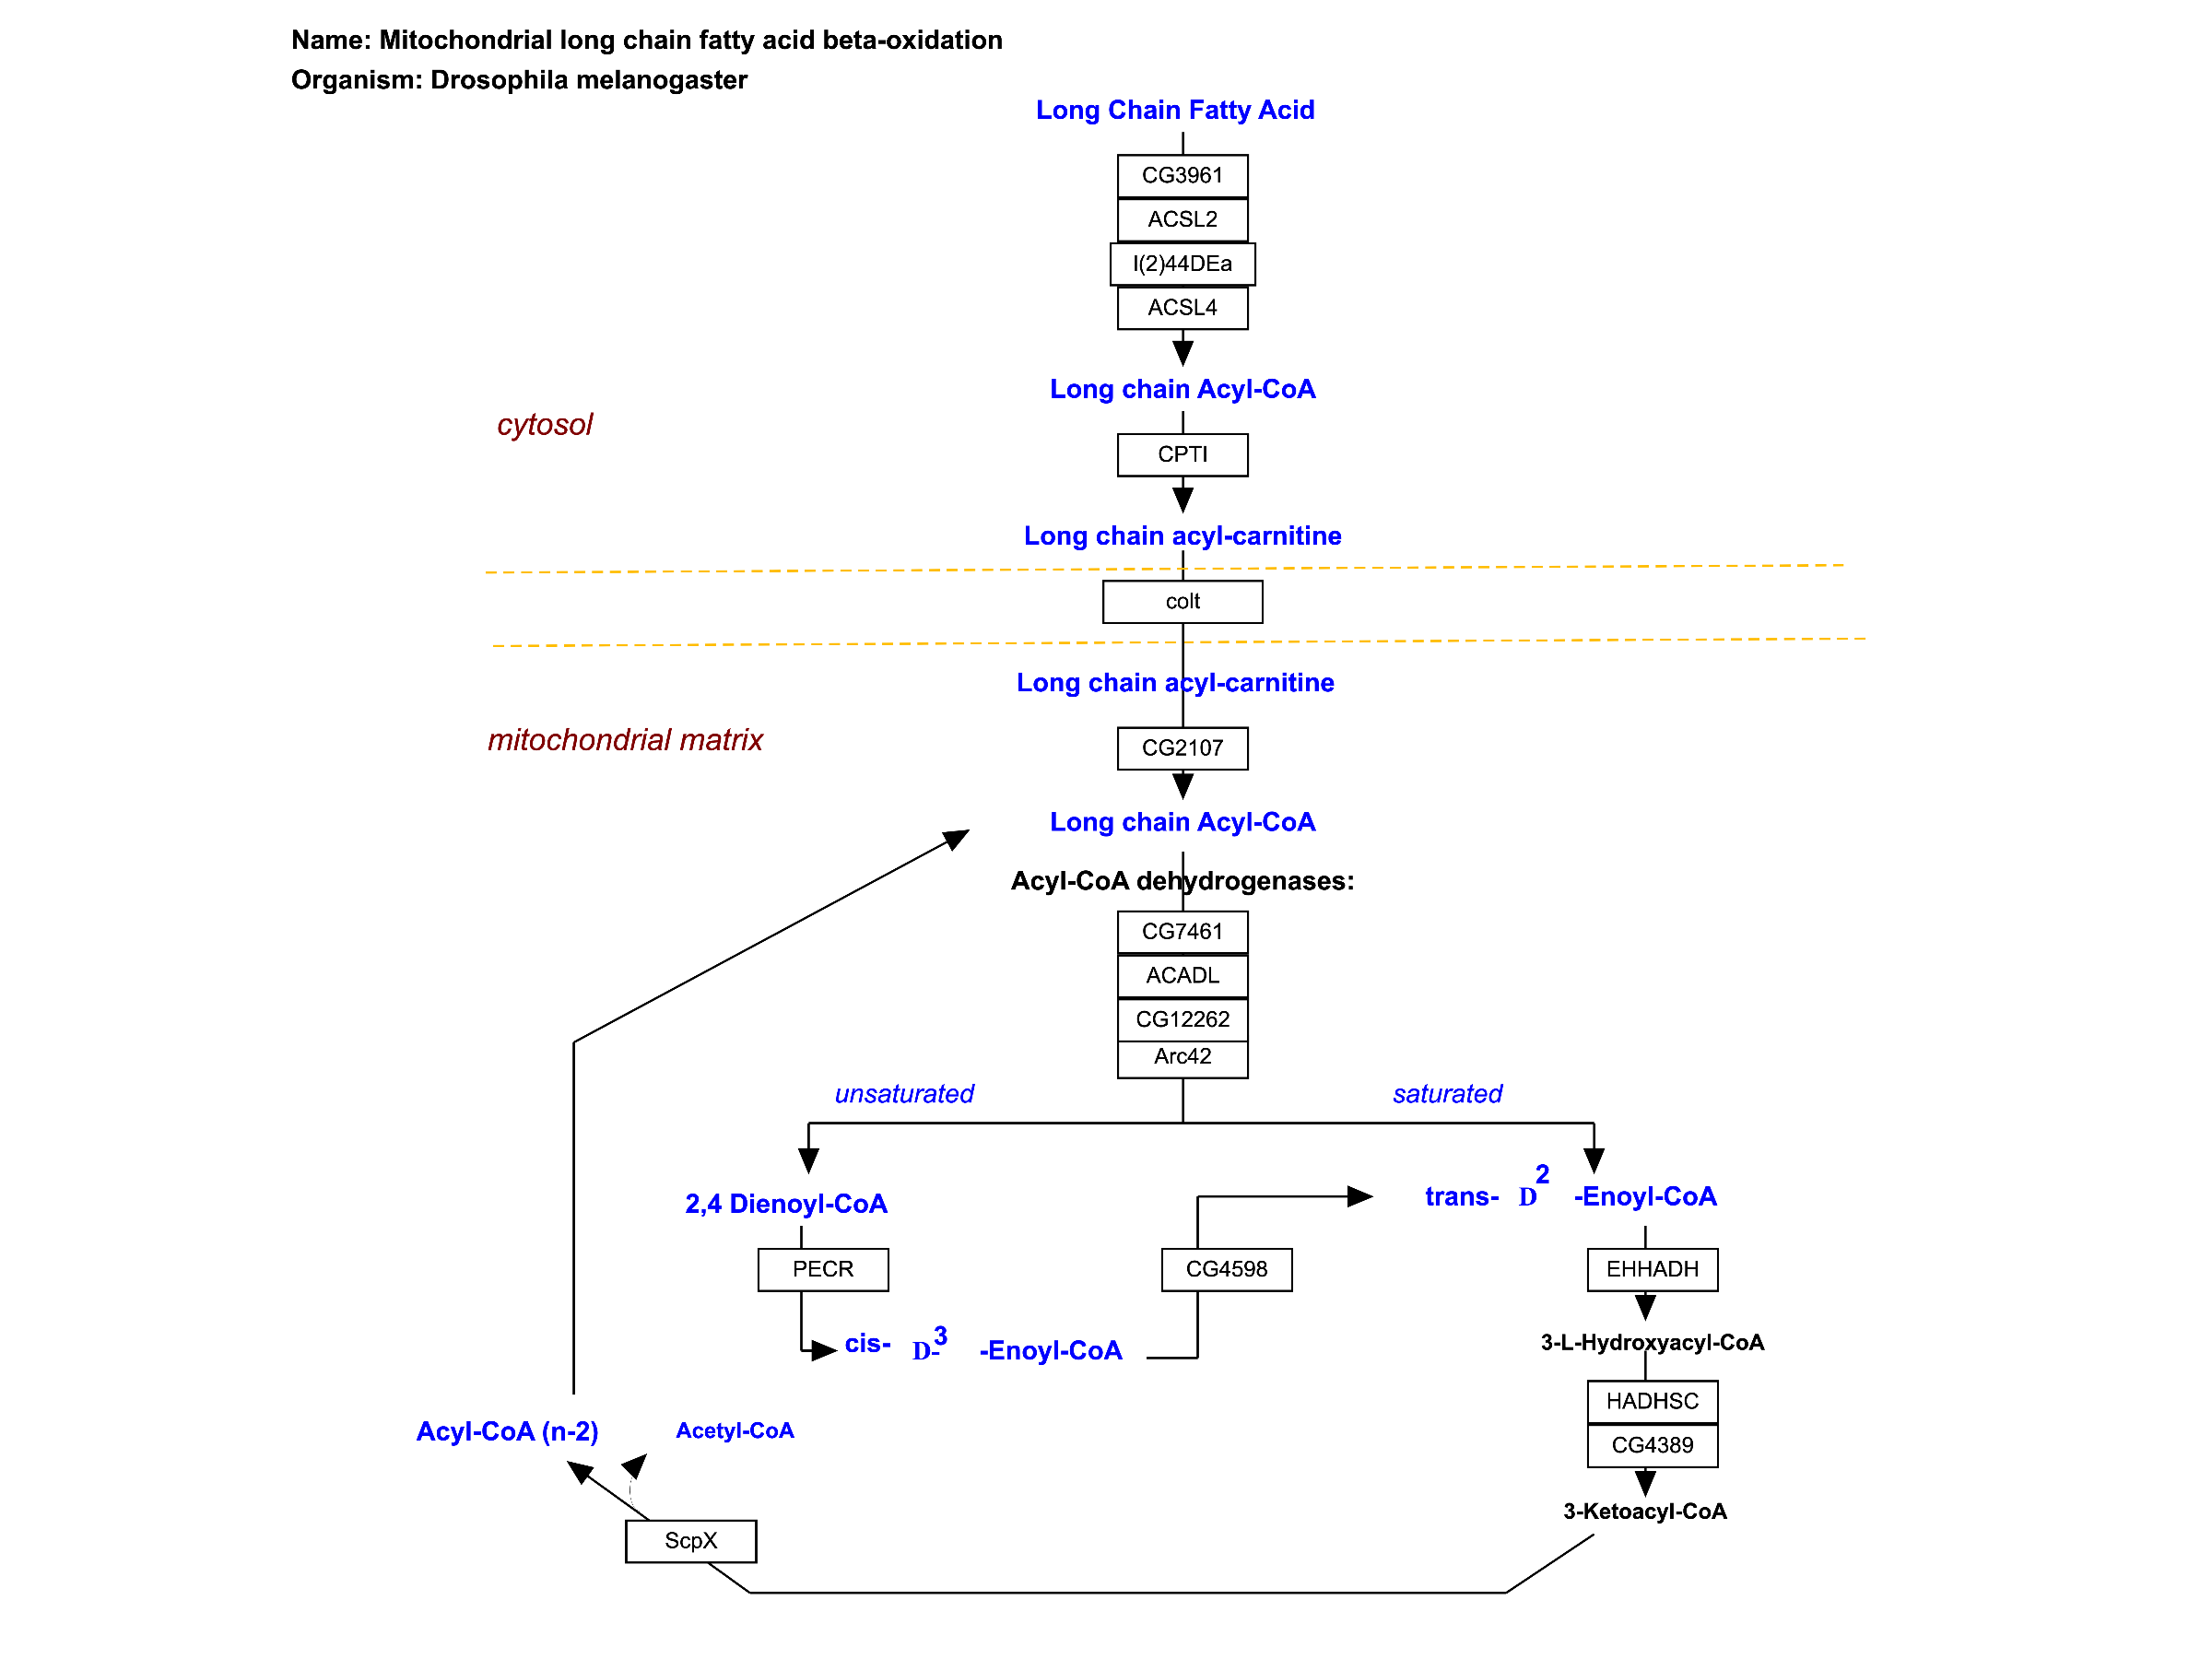 Name: Mitochondrial long chain fatty acid beta-oxidation
Organism: Drosophila melanogaster
Long Chain Fatty Acid
CG3961
ACSL2
l(2)44DEa
ACSL4
Long chain Acyl-CoA
cytosol
CPTI
Long chain acyl-carnitine
colt
Long chain acyl-carnitine
mitochondrial matrix
CG2107
Long chain Acyl-CoA
Acyl-CoA dehydrogenases:
CG7461
ACADL
CG12262
Arc42
unsaturated
saturated
2,4 Dienoyl-CoA
trans- D2 -Enoyl-CoA
PECR
CG4598
EHHADH
cis- D-3 -Enoyl-CoA
3-L-Hydroxyacyl-CoA
HADHSC
CG4389
Acyl-CoA (n-2)
Acetyl-CoA
3-Ketoacyl-CoA
ScpX